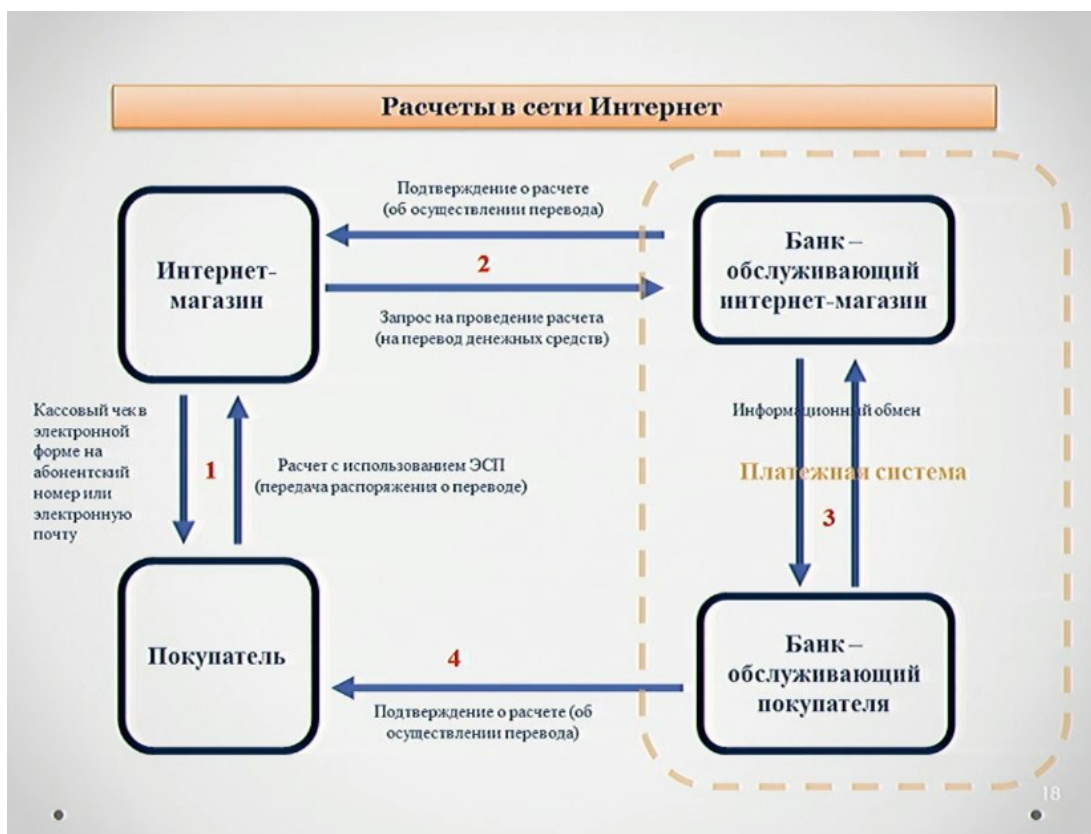 Расчеты в сети Интернет
Подтверждение о расчете
(об осуществлении перевода)
Интернет-
магазин
2
Банк –
обслуживающий
интернет-магазин
Запрос на проведение расчета
(на перевод денежных средств)
Кассовый чек в
электронной
форме на
абонентский
номер или
электронную
почту
1
Расчет с использованием ЭСП
(передача распоряжения о переводе)
Информационный обмен
Платежная система
3
Покупатель
4
Подтверждение о расчете (об
осуществлении перевода)
Банк –
обслуживающий
покупателя
18